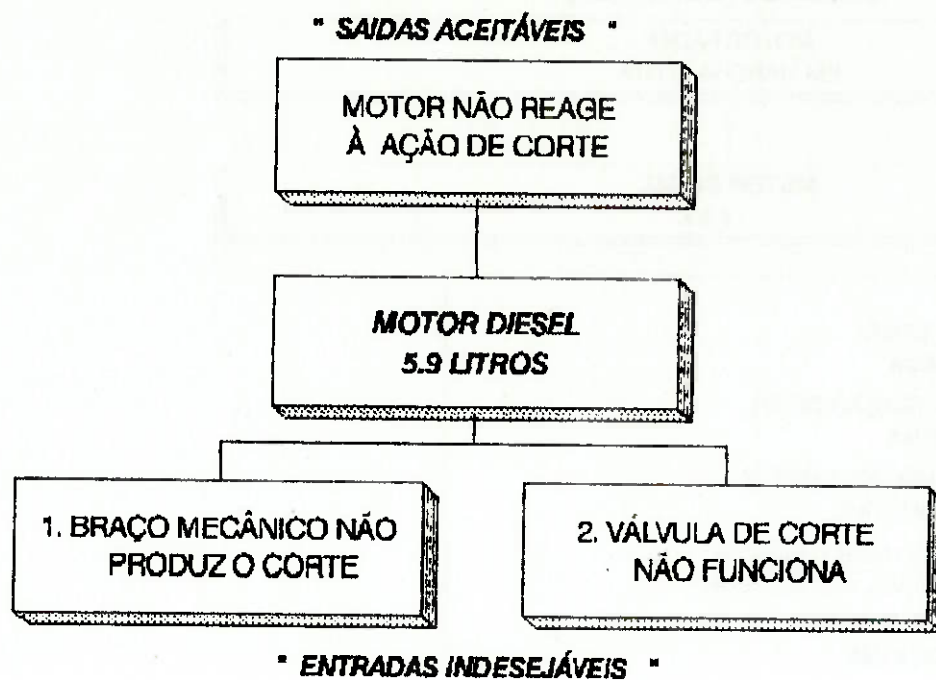 " SAIDAS ACEITÁVEIS "
MOTOR NÃO REAGE
À AÇÃO DE CORTE
MOTOR DIESEL
5.9 LITROS
1. BRAÇO MECÂNICO NÃO
PRODUZ O CORTE
2. VÁLVULA DE CORTE
NÃO FUNCIONA
" ENTRADAS INDESEJÁVEIS "